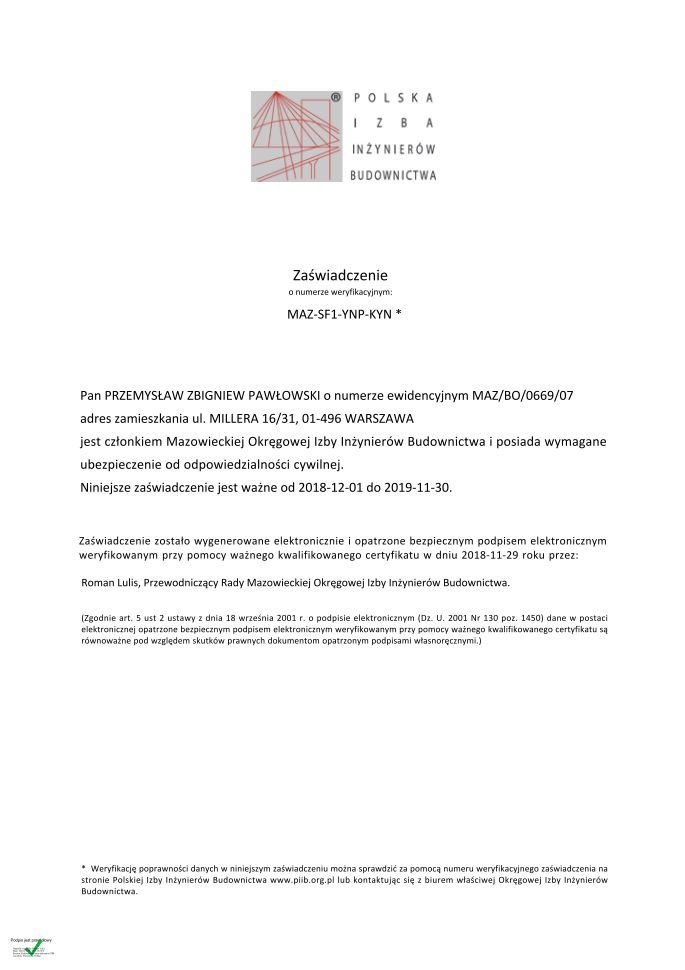 ®
POLSKA
IZBA
INŻYNIERÓW
BUDOWNICTWA
Zaświadczenie
o numerze weryfikacyjnym:
MAZ-SF1-YNP-KYN *
Pan PRZEMYSŁAW ZBIGNIEW PAWŁOWSKI o numerze ewidencyjnym MAZ/BO/0669/07
adres zamieszkania ul. MILLERA 16/31, 01-496 WARSZAWA
jest członkiem Mazowieckiej Okręgowej Izby Inżynierów Budownictwa i posiada wymagane
ubezpieczenie od odpowiedzialności cywilnej.
Niniejsze zaświadczenie jest ważne od 2018-12-01 do 2019-11-30.
Zaświadczenie zostało wygenerowane elektronicznie i opatrzone bezpiecznym podpisem elektronicznym
weryfikowanym przy pomocy ważnego kwalifikowanego certyfikatu w dniu 2018-11-29 roku przez:
Roman Lulis, Przewodniczący Rady Mazowieckiej Okręgowej Izby Inżynierów Budownictwa.
(Zgodnie art. 5 ust 2 ustawy z dnia 18 września 2001 r. o podpisie elektronicznym (Dz. U. 2001 Nr 130 poz. 1450) dane w postaci
elektronicznej opatrzone bezpiecznym podpisem elektronicznym weryfikowanym przy pomocy ważnego kwalifikowanego certyfikatu są
równoważne pod względem skutków prawnych dokumentom opatrzonym podpisami własnoręcznymi.)
* Weryfikację poprawności danych w niniejszym zaświadczeniu można sprawdzić za pomocą numeru weryfikacyjnego zaświadczenia na
stronie Polskiej Izby Inżynierów Budownictwa www.piib.org.pl lub kontaktując się z biurem właściwej Okręgowej Izby Inżynierów
Budownictwa.
Podpis jest prawidłowy